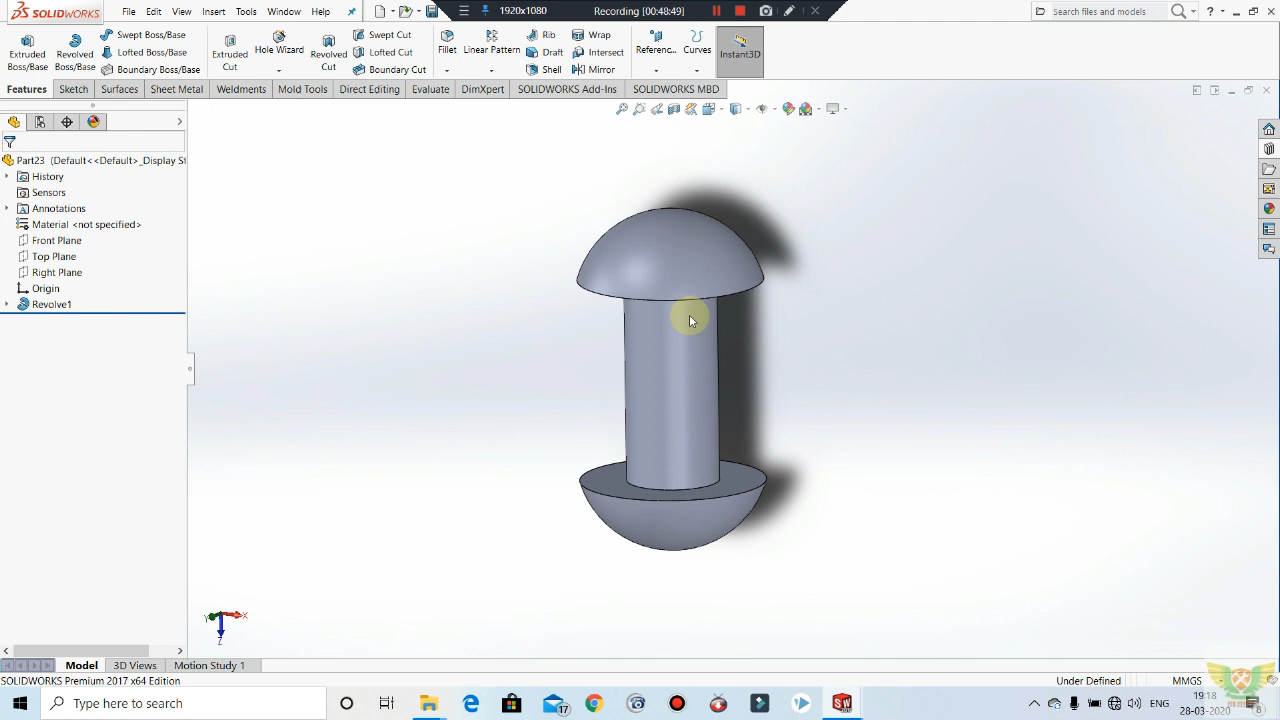 SOLIDWORKS
File Edit View Insert Tools Window Help
1920x1080
Recording [00:48:49]
search files and models
Extruded Boss/Base
Revolved Boss/Base
Swept Boss/Base
Lofted Boss/Base
Boundary Boss/Base
Extruded Cut
Hole Wizard
Revolved Cut
Swept Cut
Lofted Cut
Boundary Cut
Fillet
Linear Pattern
Rib
Draft
Shell
Wrap
Intersect
Mirror
Referenc...
Curves
Instant3D
Features Sketch Surfaces Sheet Metal Weldments Mold Tools Direct Editing Evaluate DimXpert SOLIDWORKS Add-Ins SOLIDWORKS MBD
Part23 (Default<<Default>_Display St
History
Sensors
Annotations
Material <not specified>
Front Plane
Top Plane
Right Plane
Origin
Revolve1
Y X
Z
Model 3D Views Motion Study 1
SOLIDWORKS Premium 2017 x64 Edition
Under Defined
MMGS
Type here to search
17
SW
ENG
19:18
28-03-2020
8